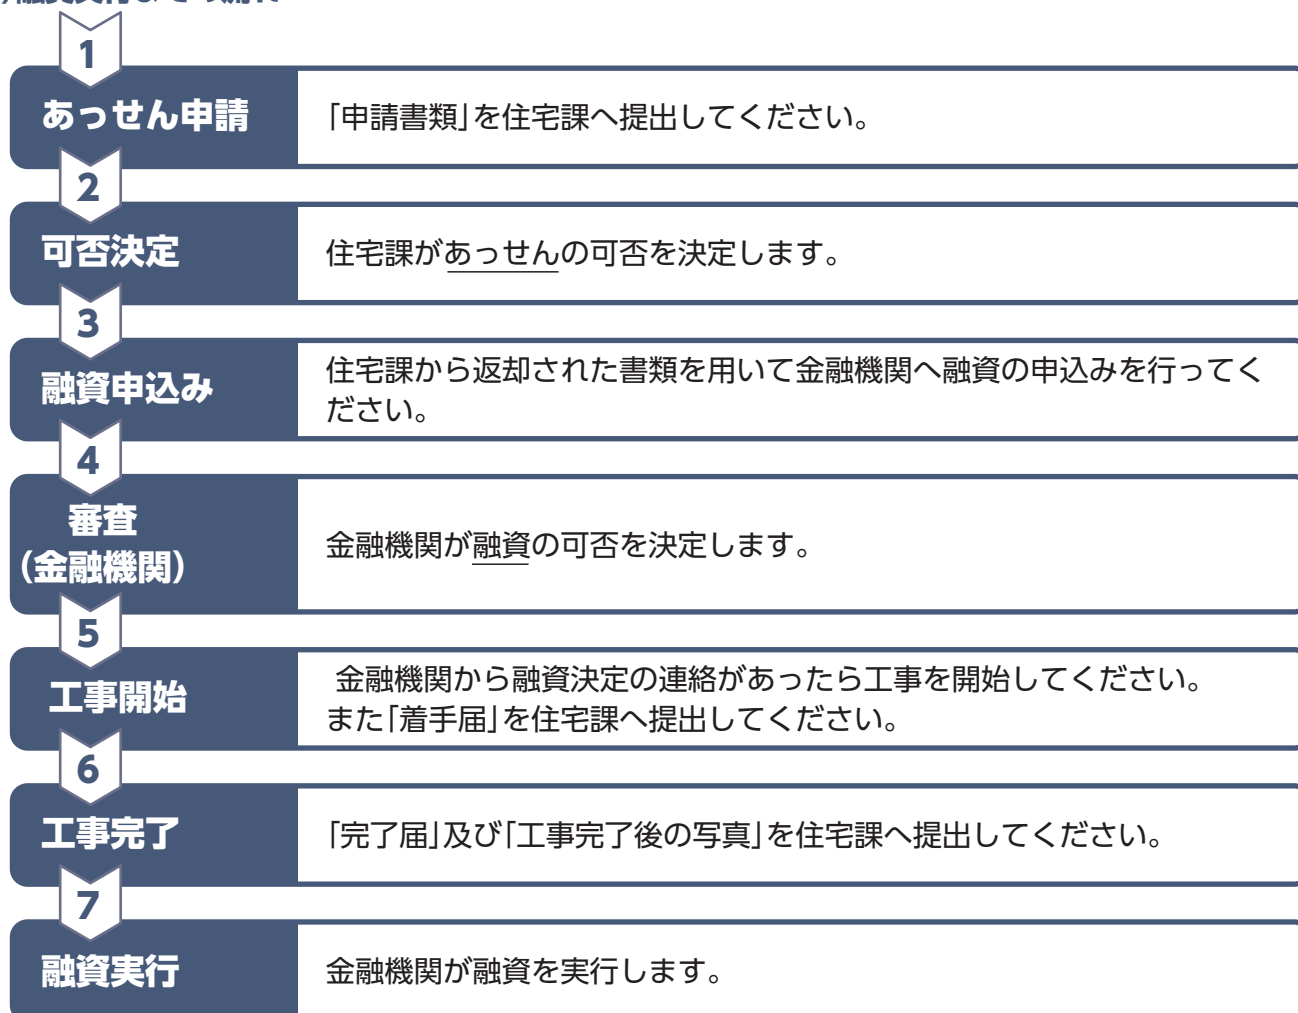 1
あっせん申請
「申請書類」を住宅課へ提出してください。
2
可否決定
住宅課があっせんの可否を決定します。
3
融資申込み
住宅課から返却された書類を用いて金融機関へ融資の申込みを行ってく
ださい。
4
審査
(金融機関)
金融機関が融資の可否を決定します。
5
工事開始
金融機関から融資決定の連絡があったら工事を開始してください。
また「着手届」を住宅課へ提出してください。
6
工事完了
「完了届」及び「工事完了後の写真」を住宅課へ提出してください。
7
融資実行
金融機関が融資を実行します。